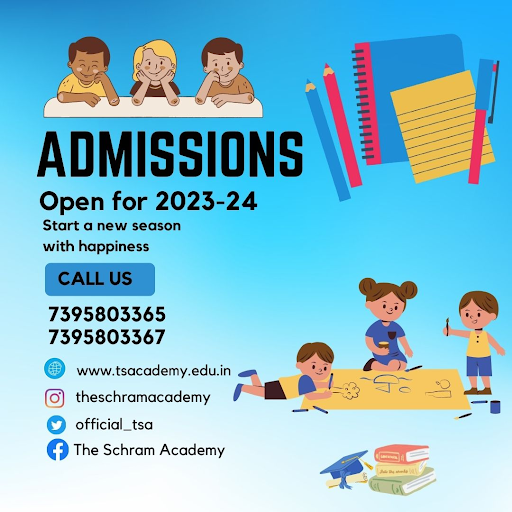 ADMISSIONS
Open for 2023-24
Start a new season
with happiness
CALL US
7395803365
7395803367
www.tsacademy.edu.in
theschramacademy
official_tsa
The Schram Academy